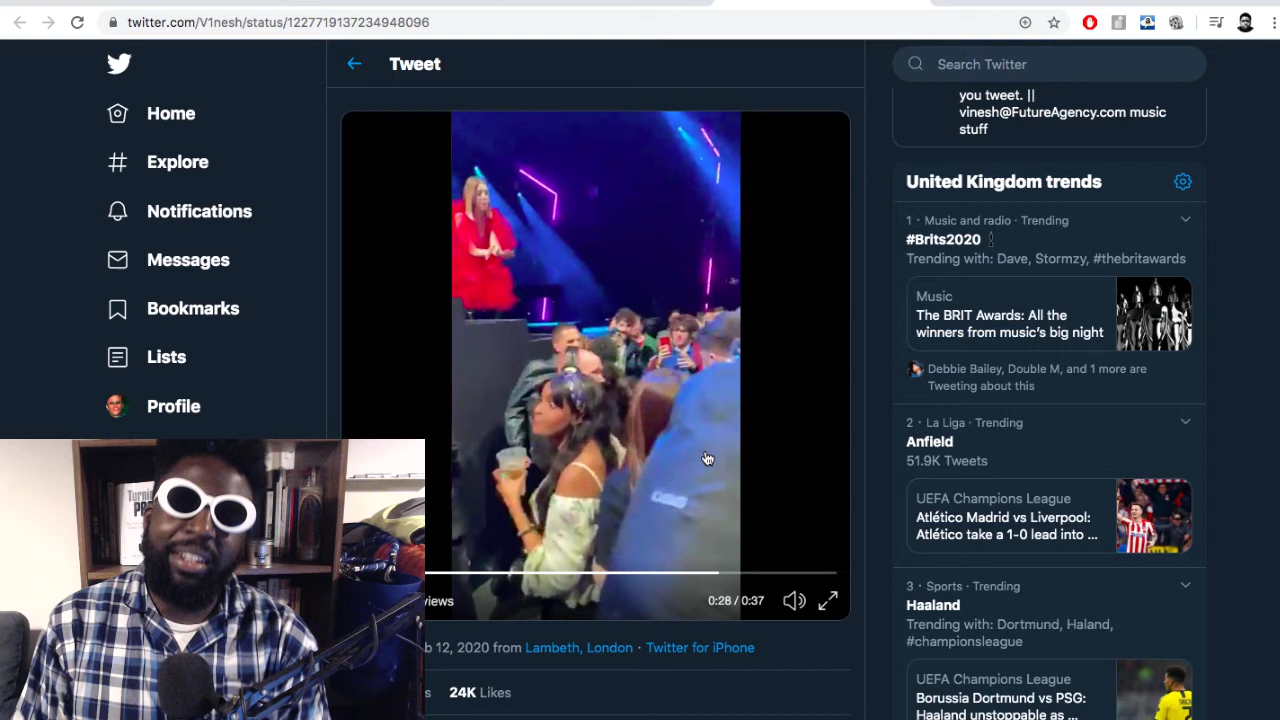 twitter.com/V1nesh/status/1227719137234948096
Home
Explore
Notifications
Messages
Bookmarks
Lists
Profile
Tweet
0:28 / 0:37
views
b 12, 2020 from Lambeth, London · Twitter for iPhone
s 24K Likes
Search Twitter
you tweet. ||
vinesh@FutureAgency.com music
stuff
United Kingdom trends
1 · Music and radio · Trending
#Brits2020
Trending with: Dave, Stormzy, #thebritawards
Music
The BRIT Awards: All the
winners from music's big night
Debbie Bailey, Double M, and 1 more are
Tweeting about this
2 · La Liga · Trending
Anfield
51.9K Tweets
UEFA Champions League
Atlético Madrid vs Liverpool:
Atlético take a 1-0 lead into ...
3 · Sports · Trending
Haaland
Trending with: Dortmund, Haland,
#championsleague
UEFA Champions League
Borussia Dortmund vs PSG:
Haaland unstoppable as ...